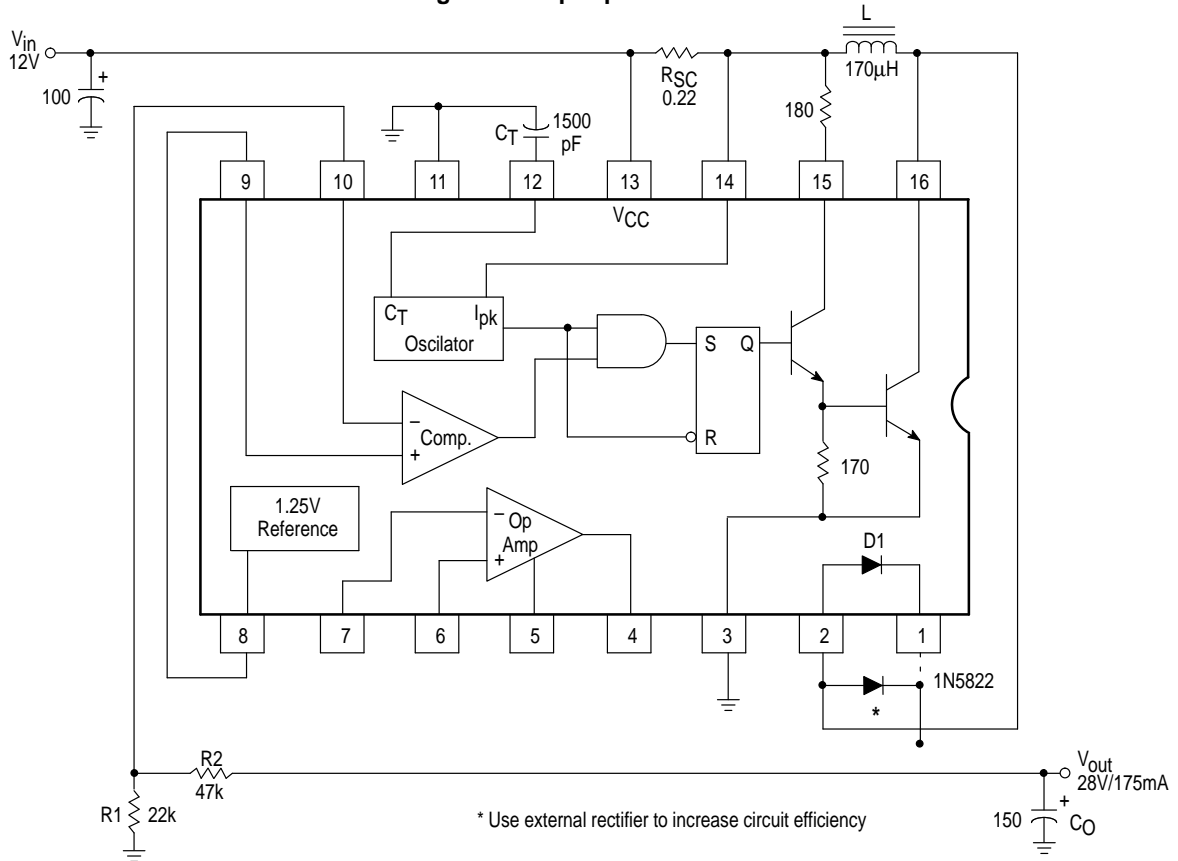 L
Vin
12V
RSC
0.22
170µH
100
+
180
CT
1500
pF
9
10
11
12
13
14
15
16
VCC
CT
Ipk
Oscilator
S
Q
R
−
Comp.
+
170
1.25V
Reference
−
Op
Amp
+
D1
8
7
6
5
4
3
2
1
1N5822
*
R2
47k
Vout
28V/175mA
R1
22k
* Use external rectifier to increase circuit efficiency
150
+
CO